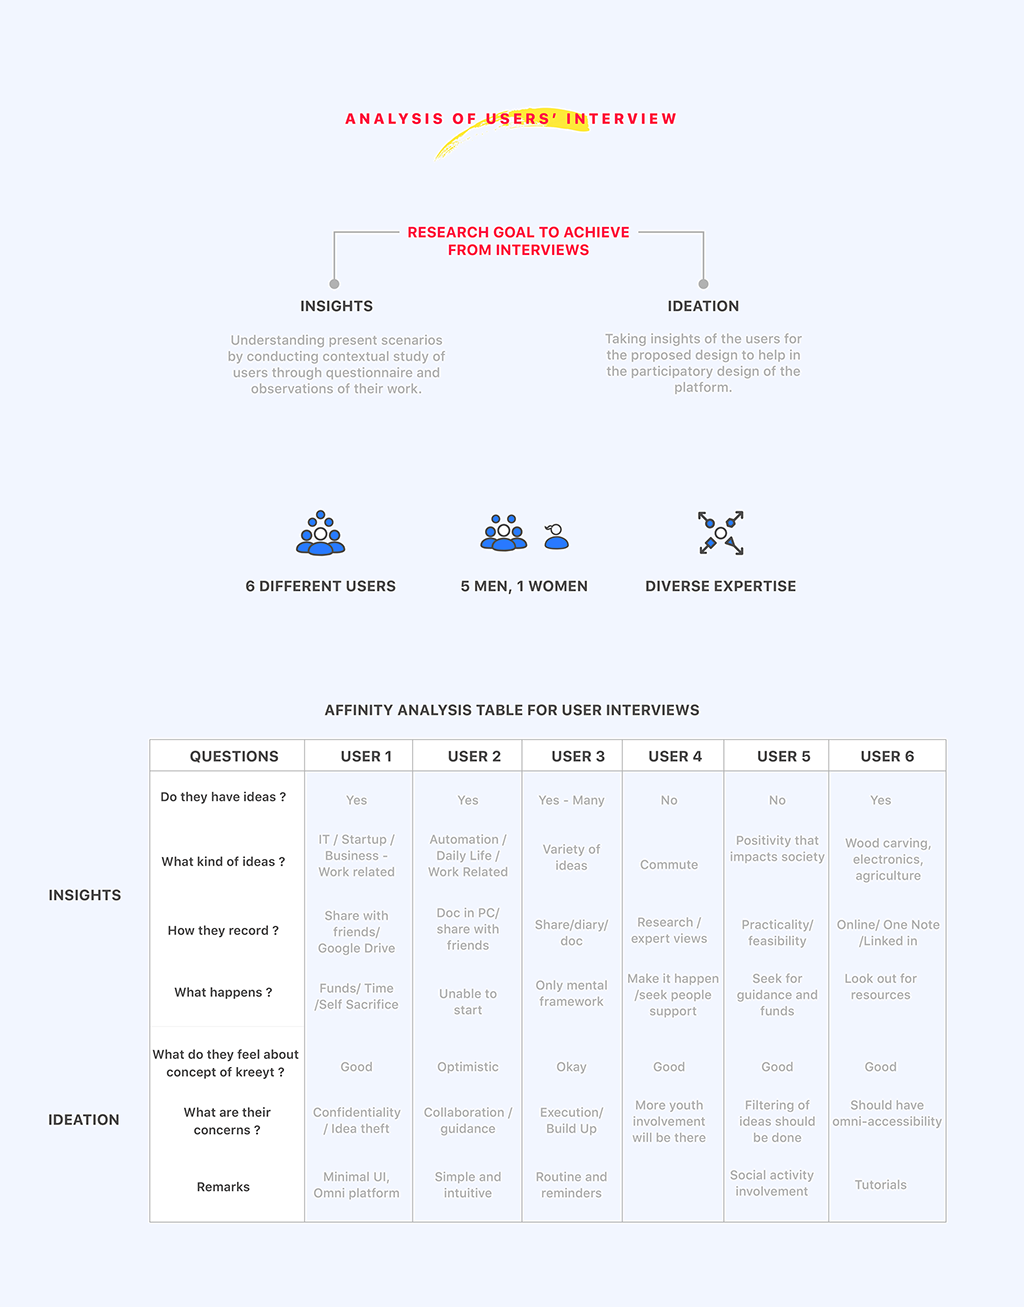 ANALYSIS OF USERS’ INTERVIEW
RESEARCH GOAL TO ACHIEVE
FROM INTERVIEWS
INSIGHTS
Understanding present scenarios
by conducting contextual study of
users through questionnaire and
observations of their work.
IDEATION
Taking insights of the users for
the proposed design to help in
the participatory design of the
platform.
6 DIFFERENT USERS
5 MEN, 1 WOMEN
DIVERSE EXPERTISE
AFFINITY ANALYSIS TABLE FOR USER INTERVIEWS
QUESTIONS
USER 1
USER 2
USER 3
USER 4
USER 5
USER 6
INSIGHTS
Do they have ideas ?
Yes
Yes
Yes - Many
No
No
Yes
What kind of ideas ?
IT / Startup /
Business -
Work related
Automation /
Daily Life /
Work Related
Variety of
ideas
Commute
Positivity that
impacts society
Wood carving,
electronics,
agriculture
How they record ?
Share with
friends/
Google Drive
Doc in PC/
share with
friends
Share/diary/
doc
Research /
expert views
Practicality/
feasibility
Online/ One Note
/Linked in
What happens ?
Funds/ Time
/Self Sacrifice
Unable to
start
Only mental
framework
Make it happen
/seek people
support
Seek for
guidance and
funds
Look out for
resources
IDEATION
What do they feel about
concept of kreeyt ?
Good
Optimistic
Okay
Good
Good
Good
What are their
concerns ?
Confidentiality
/ Idea theft
Collaboration /
guidance
Execution/
Build Up
More youth
involvement
will be there
Filtering of
ideas should
be done
Should have
omni-accessibility
Remarks
Minimal UI,
Omni platform
Simple and
intuitive
Routine and
reminders
Social activity
involvement
Tutorials